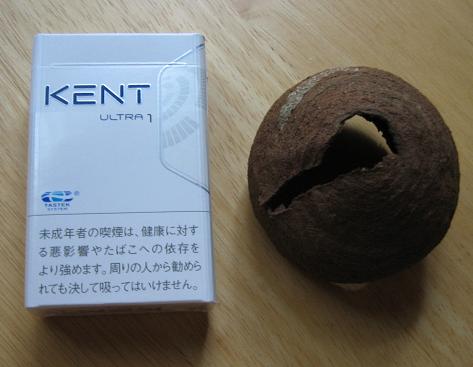 KENT
ULTRA 1
TASTEK
SYSTEM
未成年者の喫煙は、健康に対す
る悪影響やたばこへの依存を
より強めます。周りの人から勧めら
れても決して吸ってはいけません。